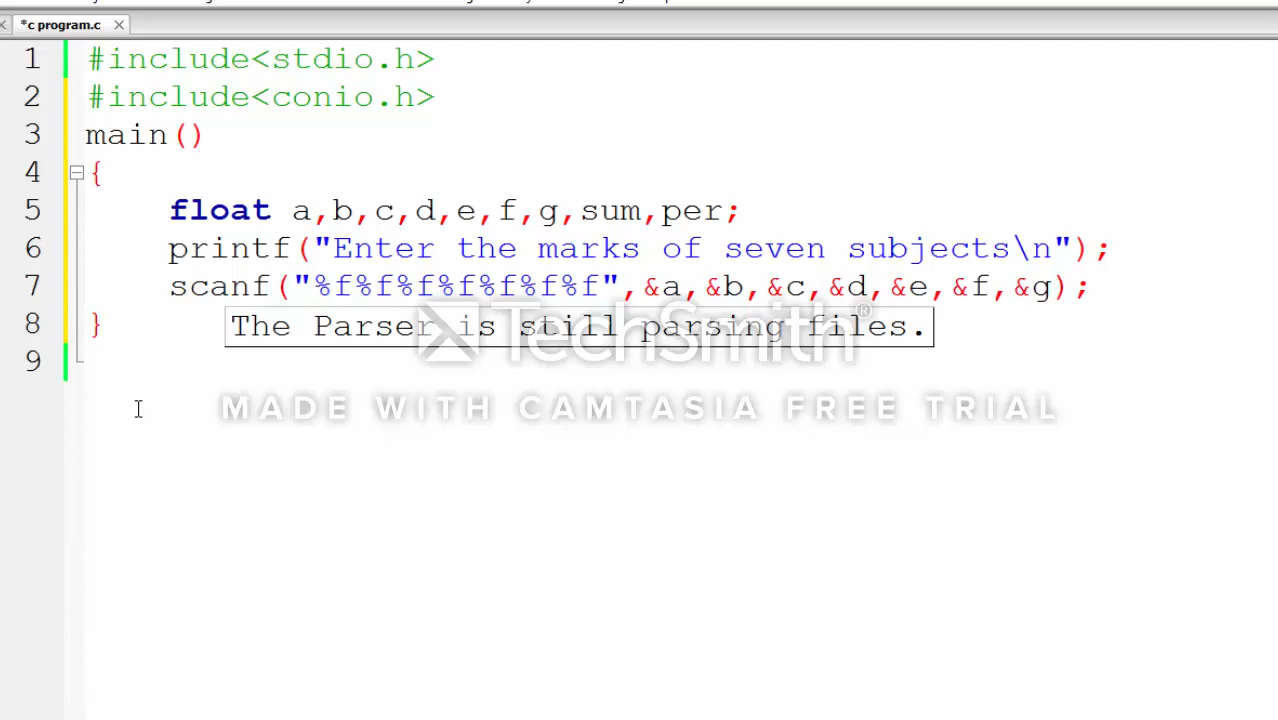 *c program.c
1 #include<stdio.h>
2 #include<conio.h>
3 main()
4 {
5 float a,b,c,d,e,f,g,sum,per;
6 printf("Enter the marks of seven subjects\n");
7 scanf("%f%f%f%f%f%f%f",&a,&b,&c,&d,&e,&f,&g);
8 }
The Parser is still parsing files.
TechSmith®
9
MADE WITH CAMTASIA FREE TRIAL